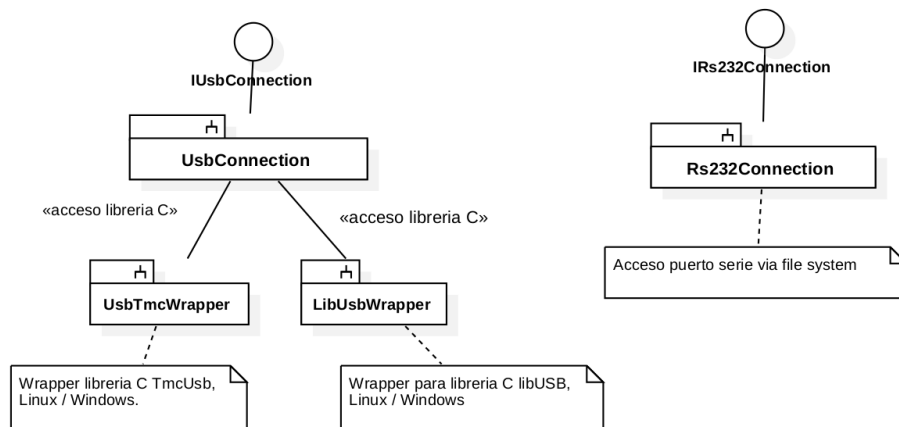 IUsbConnection
IRs232Connection
UsbConnection
Rs232Connection
«acceso libreria C»
«acceso libreria C»
Acceso puerto serie via file system
UsbTmcWrapper
LibUsbWrapper
Wrapper libreria C TmcUsb,
Linux / Windows.
Wrapper para libreria C libUSB,
Linux / Windows